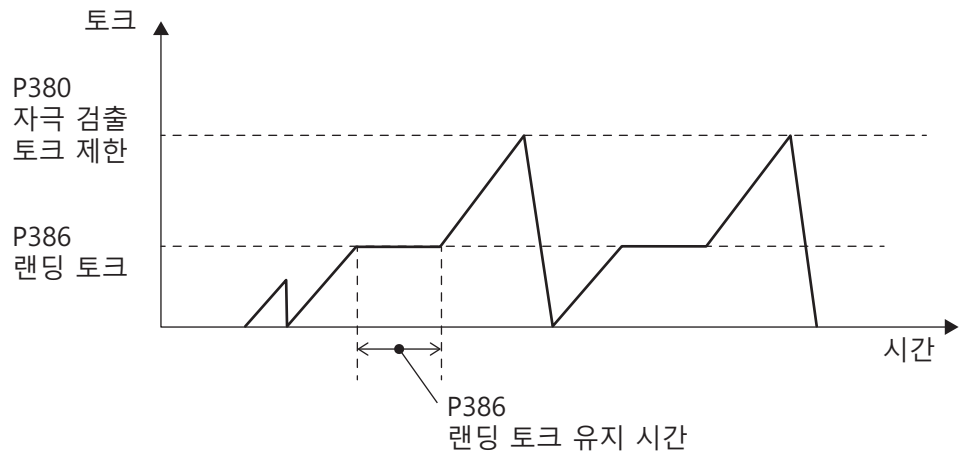 토크
P380
자극 검출
토크 제한
P386
랜딩 토크
시간
P386
랜딩 토크 유지 시간